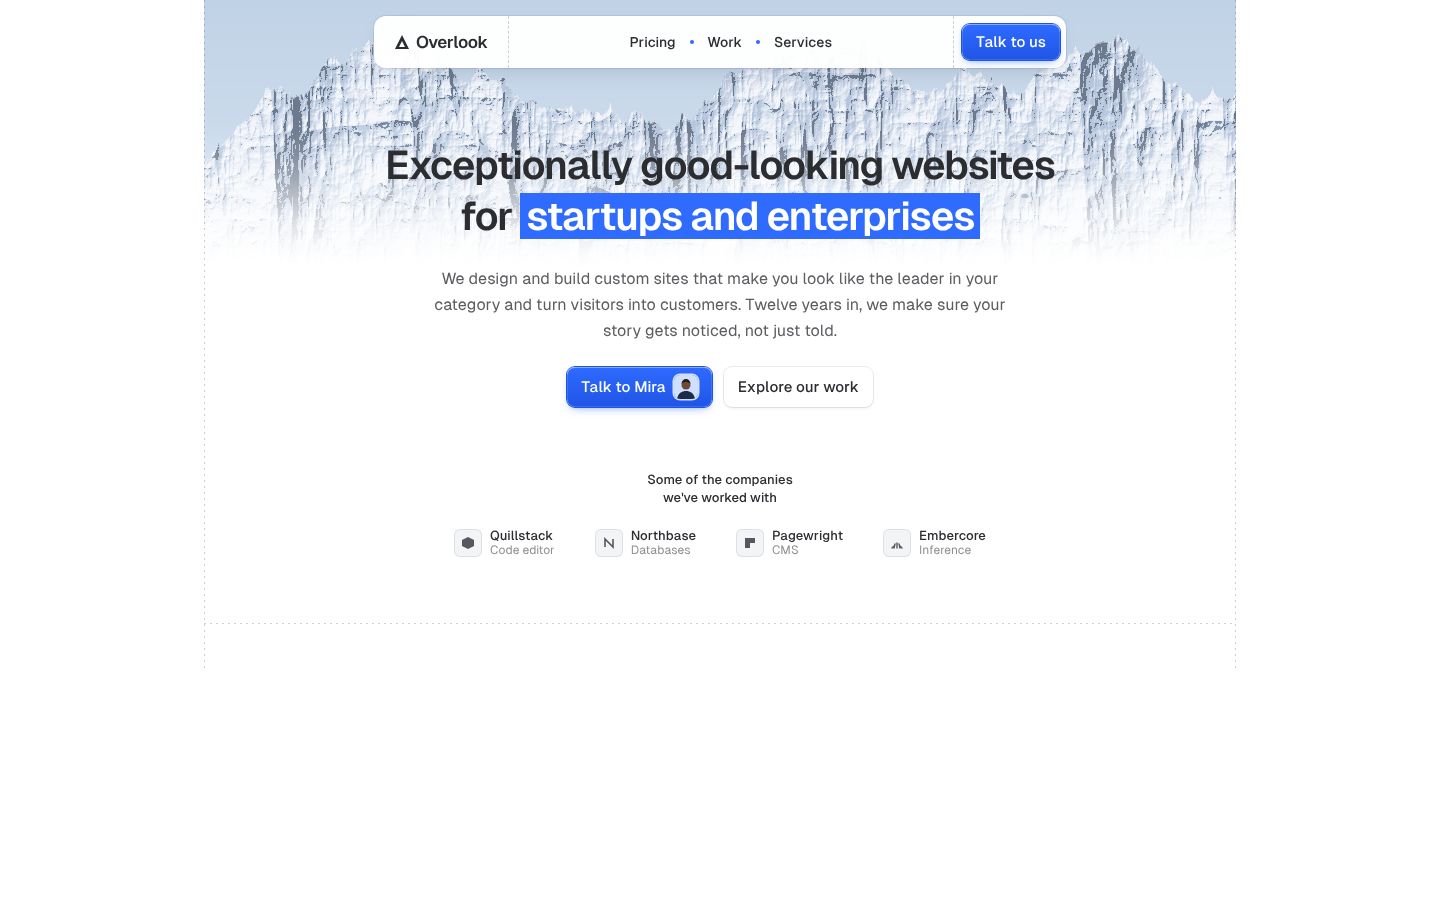 Overlook
Pricing • Work • Services
Talk to us
Exceptionally good-looking websites
for startups and enterprises
We design and build custom sites that make you look like the leader in your
category and turn visitors into customers. Twelve years in, we make sure your
story gets noticed, not just told.
Talk to Mira
Explore our work
Some of the companies
we've worked with
Quillstack
Code editor
Northbase
Databases
Pagewright
CMS
Embercore
Inference